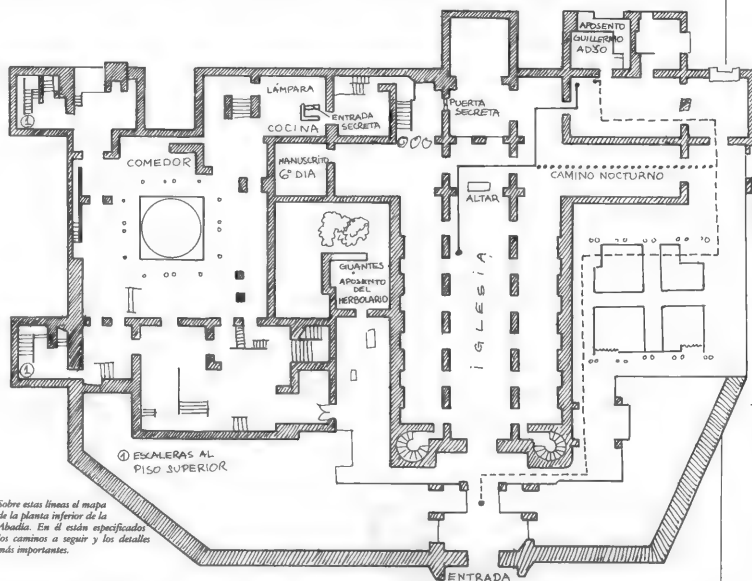 APOSENTO
GUILLERMO
ADSO
LÁMPARA
ENTRADA
SECRETA
PUERTA
SECRETA
COCINA
COMEDOR
MANUSCRITO
6º DIA
CAMINO NOCTURNO
ALTAR
GUANTES
APOSENTO
DEL
HERBOLARIO
IGLESIA
1
1
1 ESCALERAS AL
PISO SUPERIOR
Sobre estas líneas el mapa
de la planta inferior de la
Abadía. En él están especificados
los caminos a seguir y los detalles
más importantes.
ENTRADA